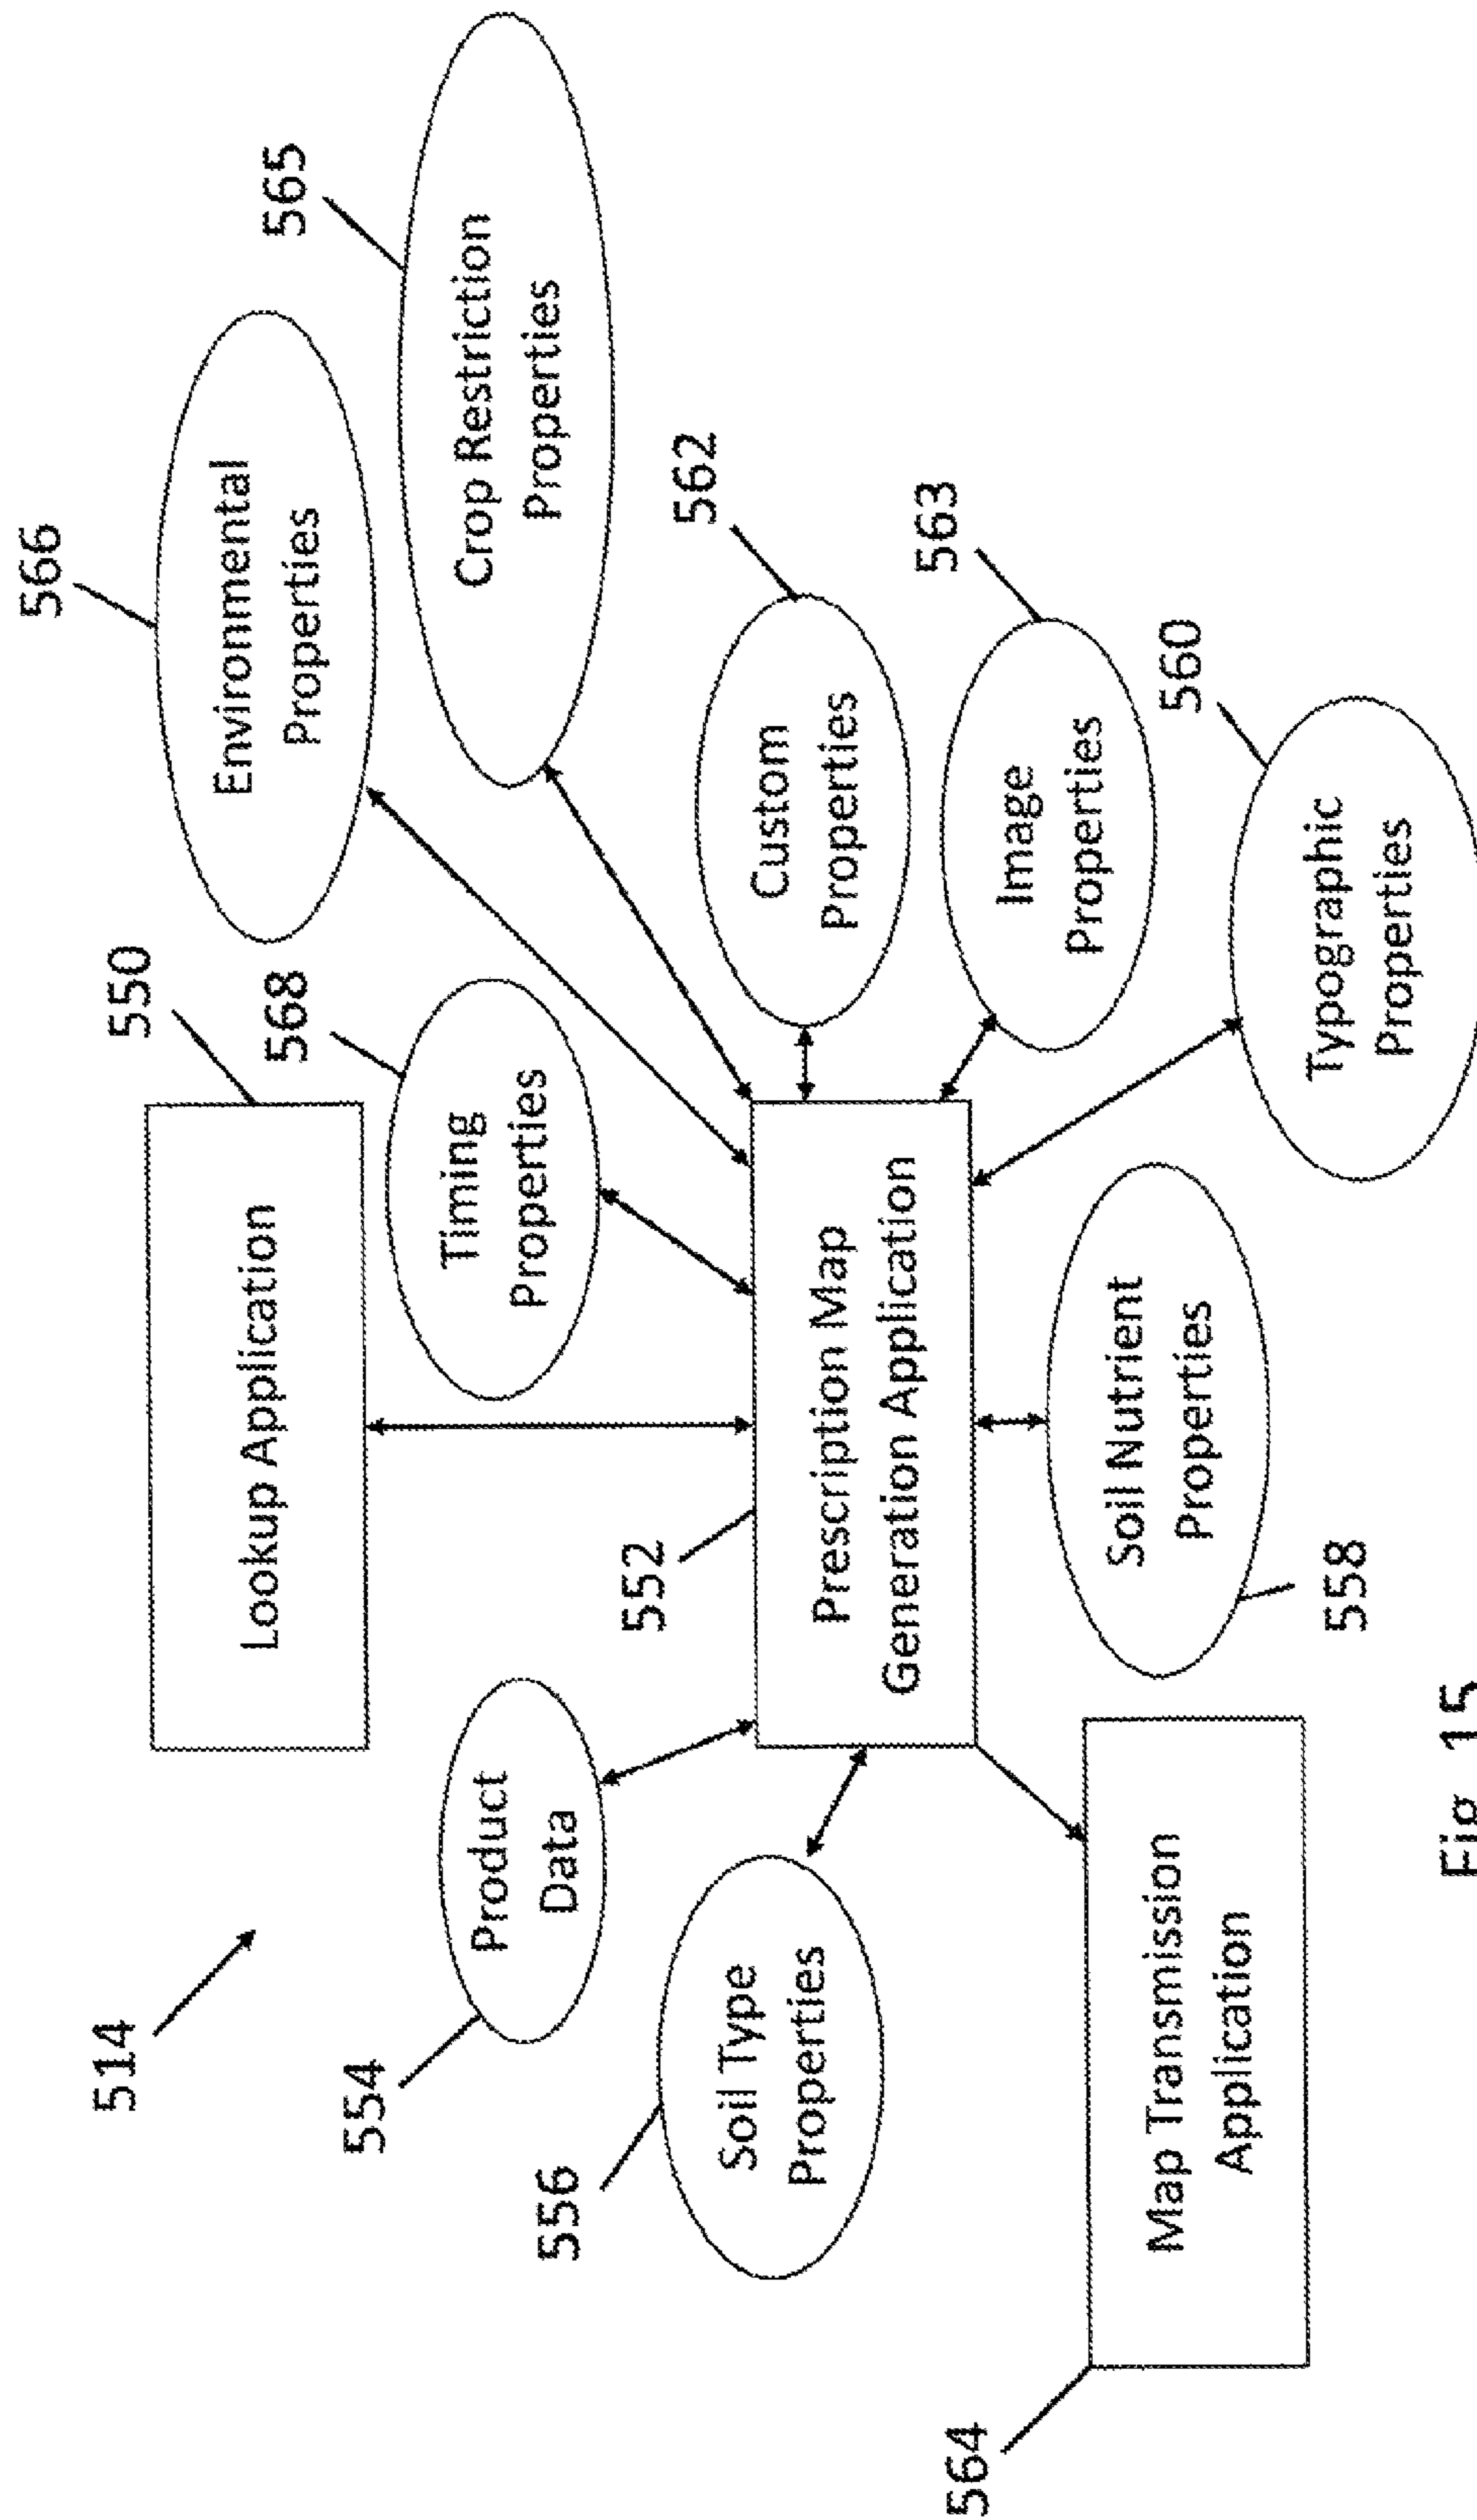 514
550
566
Lookup Application
568
Environmental
Properties
565
554
Product
Data
Timing
Properties
Crop Restriction
Properties
556
Soil Type
Properties
552
Prescription Map
Generation Application
562
Custom
Properties
563
Image
Properties
564
Map Transmission
Application
Soil Nutrient
Properties
558
560
Typographic
Properties
Fig. 15